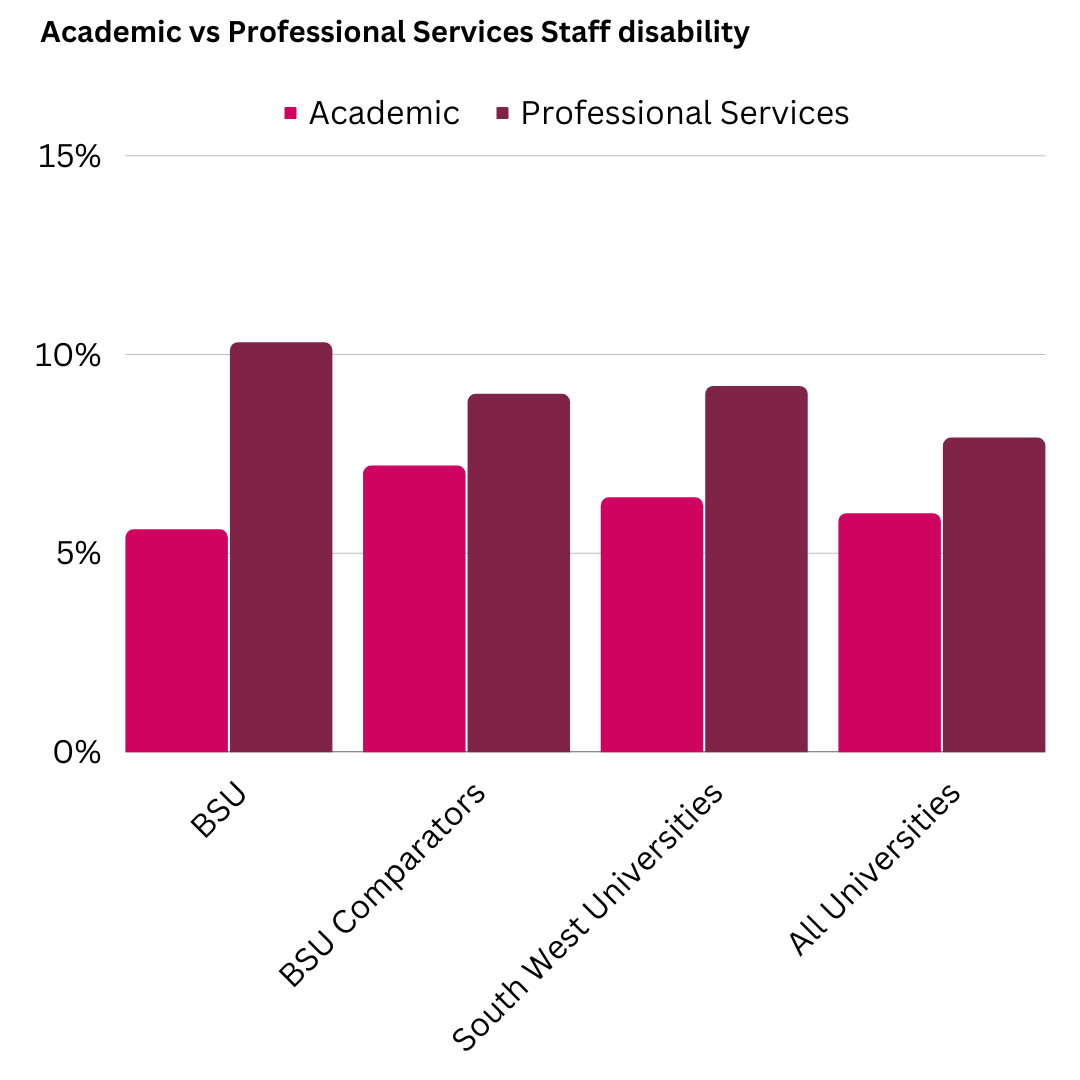 Academic vs Professional Services Staff disability
Academic Professional Services
15%
10%
5%
0%
BSU
BSU Comparators
South West Universities
All Universities